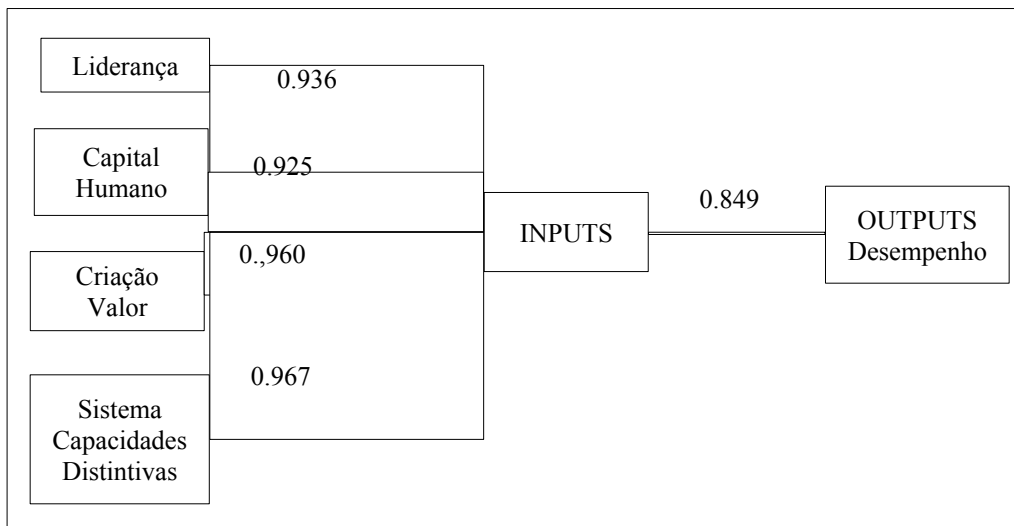 Liderança
0.936
Capital
Humano
0.925
Criação
Valor
0.,960
Sistema
Capacidades
Distintivas
0.967
INPUTS
0.849
OUTPUTS
Desempenho